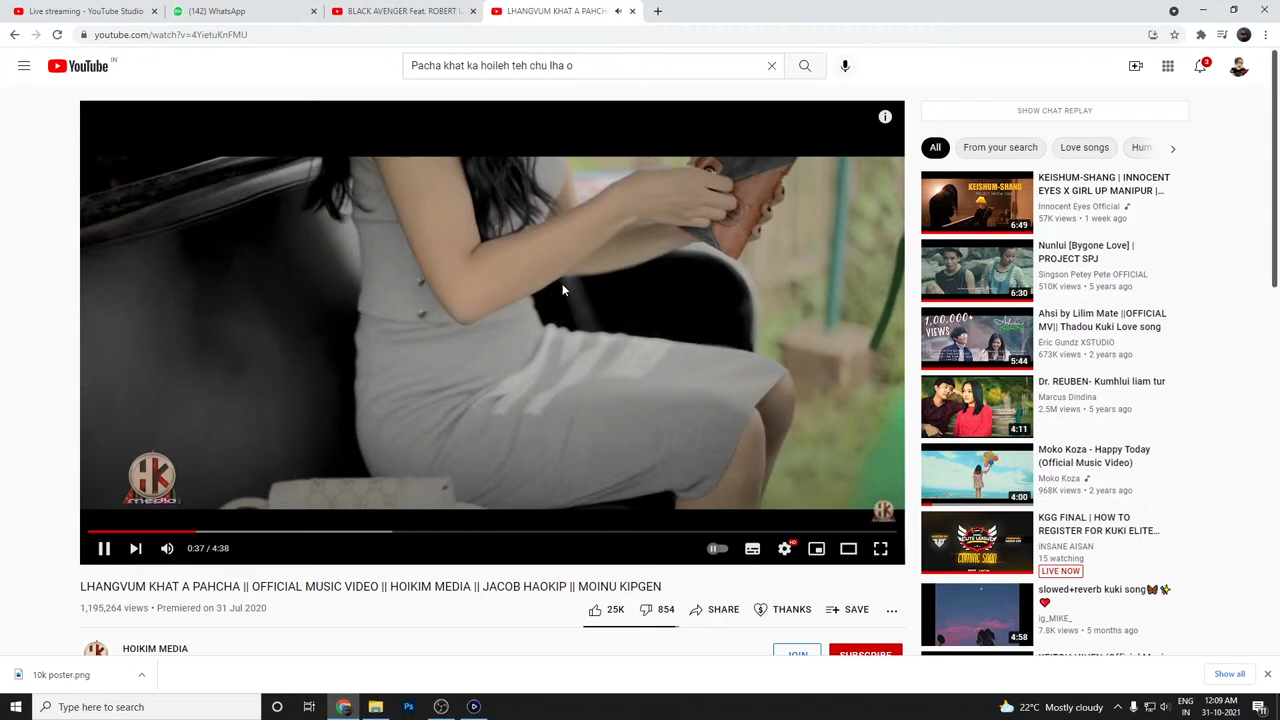 Live streaming - YouTube Studio
(142) WhatsApp
BLACK AVENGER Feat. ROBERT L
LHANGVUM KHAT A PAHCH
youtube.com/watch?v=4YietuKnFMU
YouTube IN
Pacha khat ka hoileh teh chu lha o
3
SHOW CHAT REPLAY
All
From your search
Love songs
Hum
KEISHUM-SHANG
6:49
KEISHUM-SHANG | INNOCENT
EYES X GIRL UP MANIPUR |...
Innocent Eyes Official
57K views • 1 week ago
6:30
Nunlui [Bygone Love] |
PROJECT SPJ
Singson Petey Pete OFFICIAL
510K views • 5 years ago
1,00,000+
VIEWS
5:44
Ahsi by Lilim Mate ||OFFICIAL
MV|| Thadou Kuki Love song
Eric Gundz XSTUDIO
673K views • 2 years ago
4:11
Dr. REUBEN- Kumhlui liam tur
Marcus Dindina
2.5M views • 5 years ago
4:00
Moko Koza - Happy Today
(Official Music Video)
Moko Koza
968K views • 2 years ago
COMING SOON
KGG FINAL | HOW TO
REGISTER FOR KUKI ELITE...
iNSANE AISAN
15 watching
LIVE NOW
4:58
slowed+reverb kuki song
ig_MIKE_
7.8K views • 5 months ago
HK
MEDIO
0:37 / 4:38
HD
LHANGVUM KHAT A PAHCHA || OFFICIAL MUSIC VIDEO || HOIKIM MEDIA || JACOB HAOKIP || MOINU KIPGEN
1,195,264 views • Premiered on 31 Jul 2020
25K
854
SHARE
THANKS
SAVE
HOIKIM MEDIA
JOIN
SUBSCRIBE
10k poster.png
Show all
Type here to search
22°C Mostly cloudy
ENG
IN
12:09 AM
31-10-2021